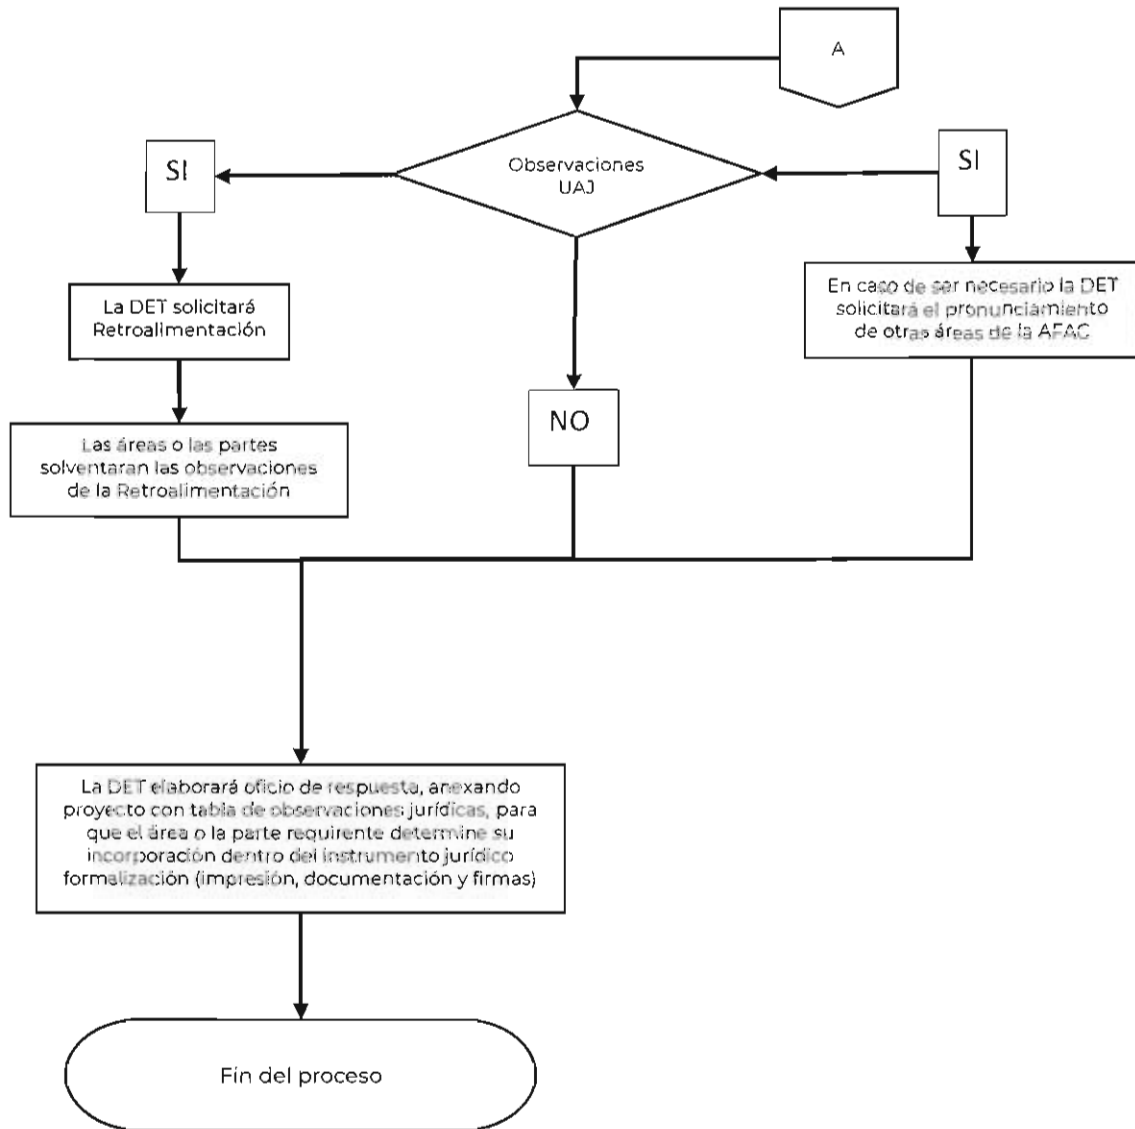 A
Observaciones
UAJ
SI
SI
La DET solicitará
Retroalimentación
En caso de ser necesario la DET
solicitará el pronunciamiento
de otras áreas de la AFAC
NO
Las áreas o las partes
solventaran las observaciones
de la Retroalimentación
La DET elaborará oficio de respuesta, anexando
proyecto con tabla de observaciones jurídicas, para
que el área o la parte requirente determine su
incorporación dentro del instrumento jurídico
formalización (impresión, documentación y firmas)
Fin del proceso